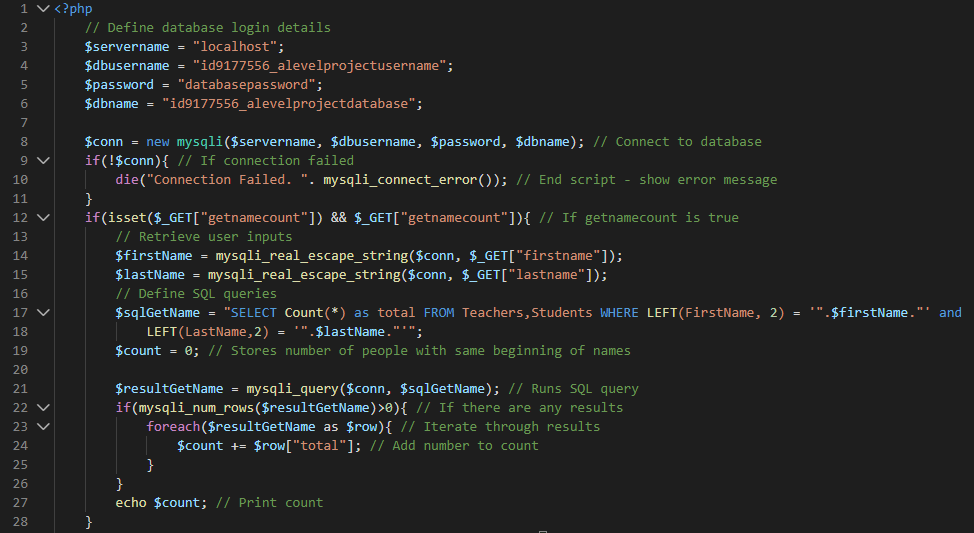 1 <?php
2 // Define database login details
3 $servername = "localhost";
4 $dbusername = "id9177556_alevelprojectusername";
5 $password = "databasepassword";
6 $dbname = "id9177556_alevelprojectdatabase";
7
8 $conn = new mysqli($servername, $dbusername, $password, $dbname); // Connect to database
9 if(!$conn){ // If connection failed
10 die("Connection Failed. ". mysqli_connect_error()); // End script - show error message
11 }
12 if(isset($_GET["getnamecount"]) && $_GET["getnamecount"]){ // If getnamecount is true
13 // Retrieve user inputs
14 $firstName = mysqli_real_escape_string($conn, $_GET["firstname"]);
15 $lastName = mysqli_real_escape_string($conn, $_GET["lastname"]);
16 // Define SQL queries
17 $sqlGetName = "SELECT Count(*) as total FROM Teachers,Students WHERE LEFT(FirstName, 2) = '".$firstName."' and
18 LEFT(LastName,2) = '".$lastName."'";
19 $count = 0; // Stores number of people with same beginning of names
20
21 $resultGetName = mysqli_query($conn, $sqlGetName); // Runs SQL query
22 if(mysqli_num_rows($resultGetName)>0){ // If there are any results
23 foreach($resultGetName as $row){ // Iterate through results
24 $count += $row["total"]; // Add number to count
25 }
26 }
27 echo $count; // Print count
28 }